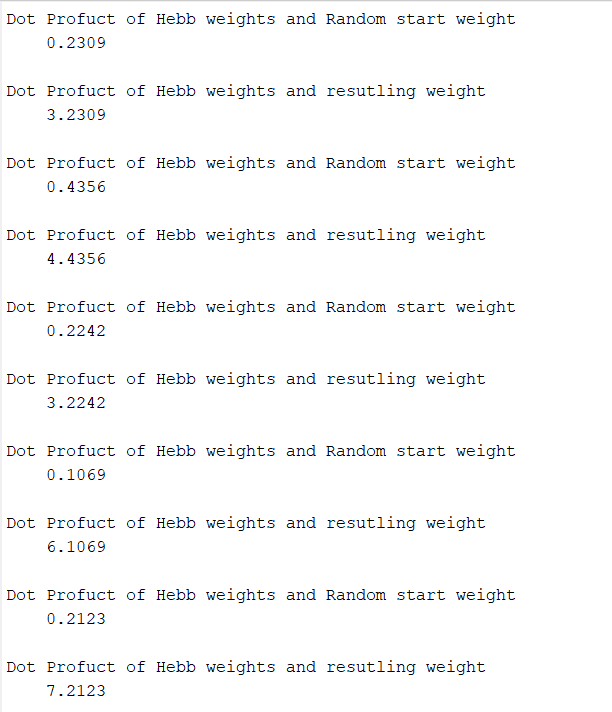 Dot Profuct of Hebb weights and Random start weight
0.2309
Dot Profuct of Hebb weights and resutling weight
3.2309
Dot Profuct of Hebb weights and Random start weight
0.4356
Dot Profuct of Hebb weights and resutling weight
4.4356
Dot Profuct of Hebb weights and Random start weight
0.2242
Dot Profuct of Hebb weights and resutling weight
3.2242
Dot Profuct of Hebb weights and Random start weight
0.1069
Dot Profuct of Hebb weights and resutling weight
6.1069
Dot Profuct of Hebb weights and Random start weight
0.2123
Dot Profuct of Hebb weights and resutling weight
7.2123